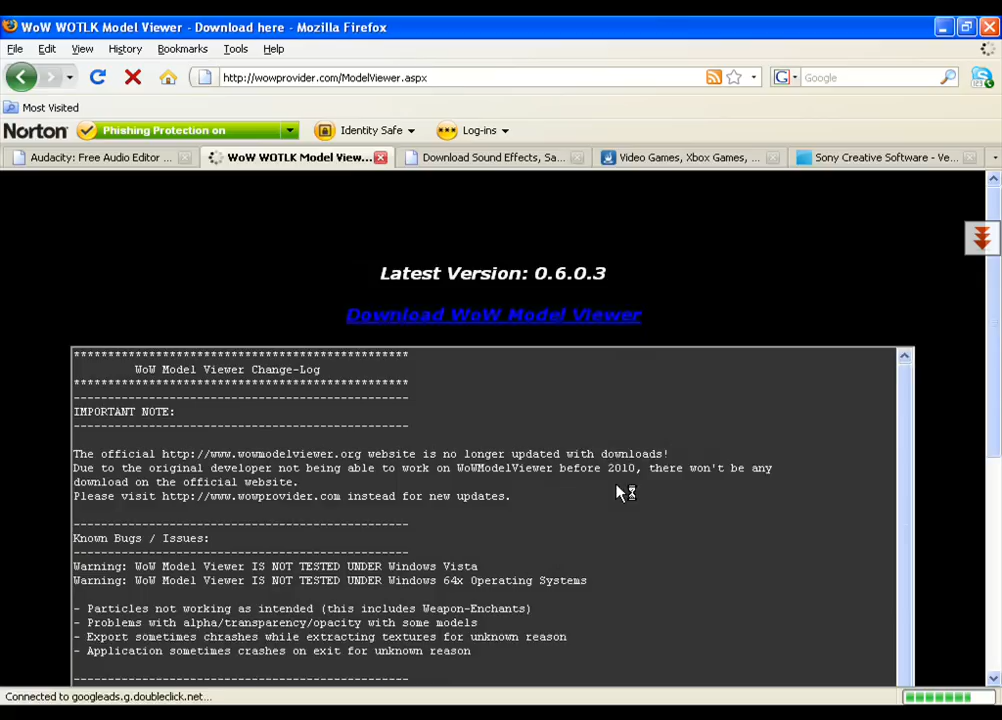 WoW WOTLK Model Viewer - Download here - Mozilla Firefox
File Edit View History Bookmarks Tools Help
http://wowprovider.com/ModelViewer.aspx
G Google
Most Visited
Norton Phishing Protection on Identity Safe Log-ins
Audacity: Free Audio Editor ... WoW WOTLK Model View... Download Sound Effects, Sa... Video Games, Xbox Games, ... Sony Creative Software - Ve...
Latest Version: 0.6.0.3
Download WoW Model Viewer
*************************************************
WoW Model Viewer Change-Log
*************************************************
-------------------------------------------------
IMPORTANT NOTE:
-------------------------------------------------
The official http://www.wowmodelviewer.org website is no longer updated with downloads!
Due to the original developer not being able to work on WoWModelViewer before 2010, there won't be any
download on the official website.
Please visit http://www.wowprovider.com instead for new updates.
-------------------------------------------------
Known Bugs / Issues:
-------------------------------------------------
Warning: WoW Model Viewer IS NOT TESTED UNDER Windows Vista
Warning: WoW Model Viewer IS NOT TESTED UNDER Windows 64x Operating Systems
- Particles not working as intended (this includes Weapon-Enchants)
- Problems with alpha/transparency/opacity with some models
- Export sometimes chrashes while extracting textures for unknown reason
- Application sometimes crashes on exit for unknown reason
-------------------------------------------------
Connected to googleads.g.doubleclick.net...